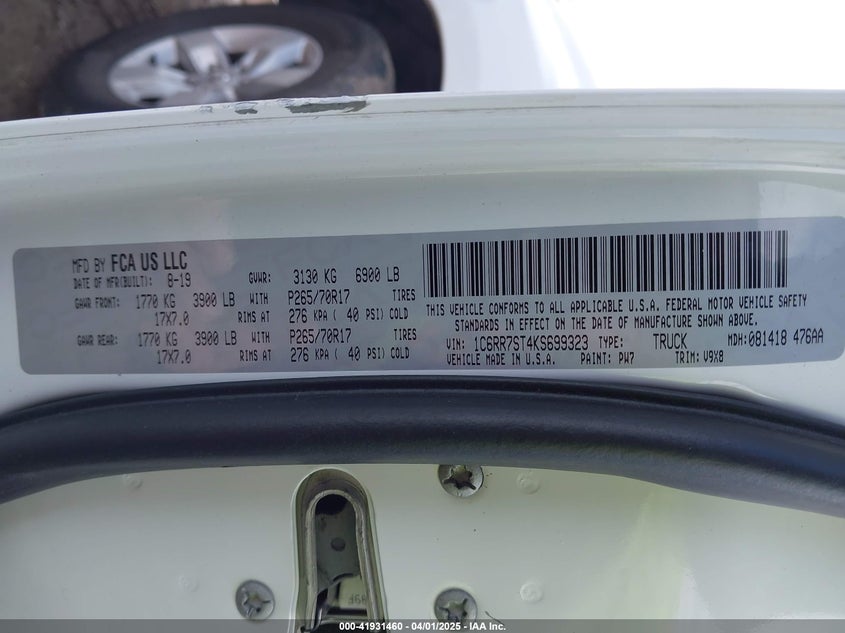 MFD BY FCA US LLC
DATE OF MFR(BUILT): 8-19 GVWR: 3130 KG 6900 LB
GAWR FRONT: 1770 KG 3900 LB WITH P265/70R17 TIRES
17X7.0 RIMS AT 276 KPA ( 40 PSI) COLD
GAWR REAR: 1770 KG 3900 LB WITH P265/70R17 TIRES
17X7.0 RIMS AT 276 KPA ( 40 PSI) COLD
THIS VEHICLE CONFORMS TO ALL APPLICABLE U.S.A. FEDERAL MOTOR VEHICLE SAFETY
STANDARDS IN EFFECT ON THE DATE OF MANUFACTURE SHOWN ABOVE.
VIN: 1C6RR7ST4KS699323 TYPE: TRUCK MDH:081418 476AA
VEHICLE MADE IN U.S.A. PAINT: PW7 TRIM: V9X8
000-41931460 - 04/01/2025 - IAA Inc.